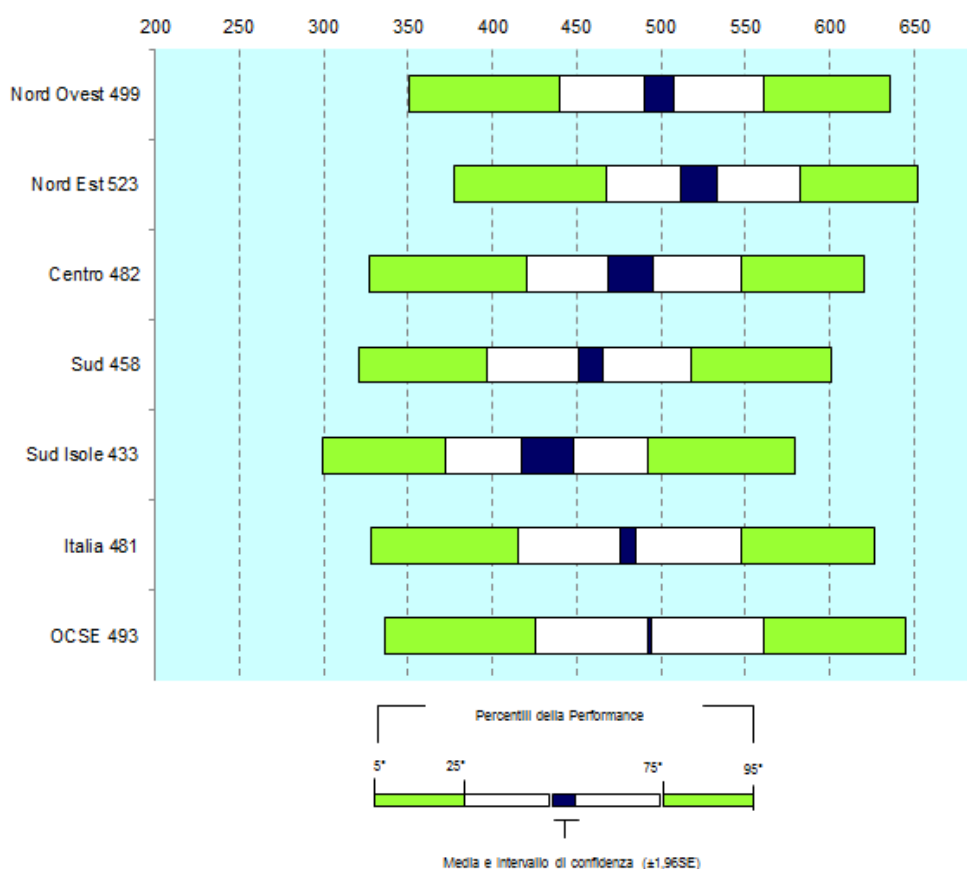 200 250 300 350 400 450 500 550 600 650
Nord Ovest 499
Nord Est 523
Centro 482
Sud 458
Sud Isole 433
Italia 481
OCSE 493
Percentili della Performance
5° 25° 75° 95°
Media e intervallo di confidenza (±1,96SE)